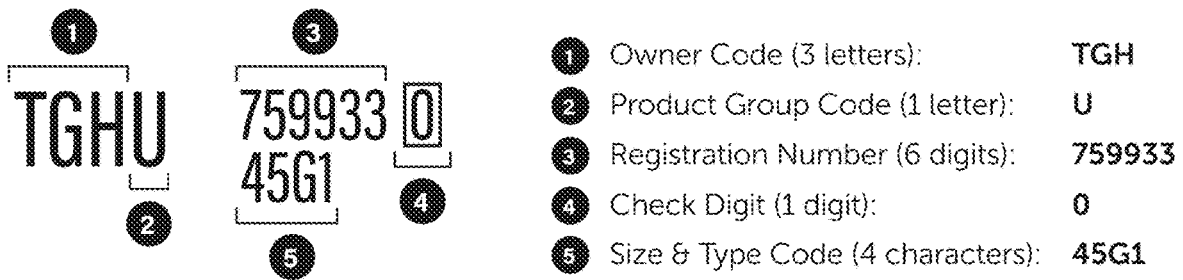 1 3
TGHU 759933 0
45G1
2 5 4
1 Owner Code (3 letters): TGH
2 Product Group Code (1 letter): U
3 Registration Number (6 digits): 759933
4 Check Digit (1 digit): 0
5 Size & Type Code (4 characters): 45G1